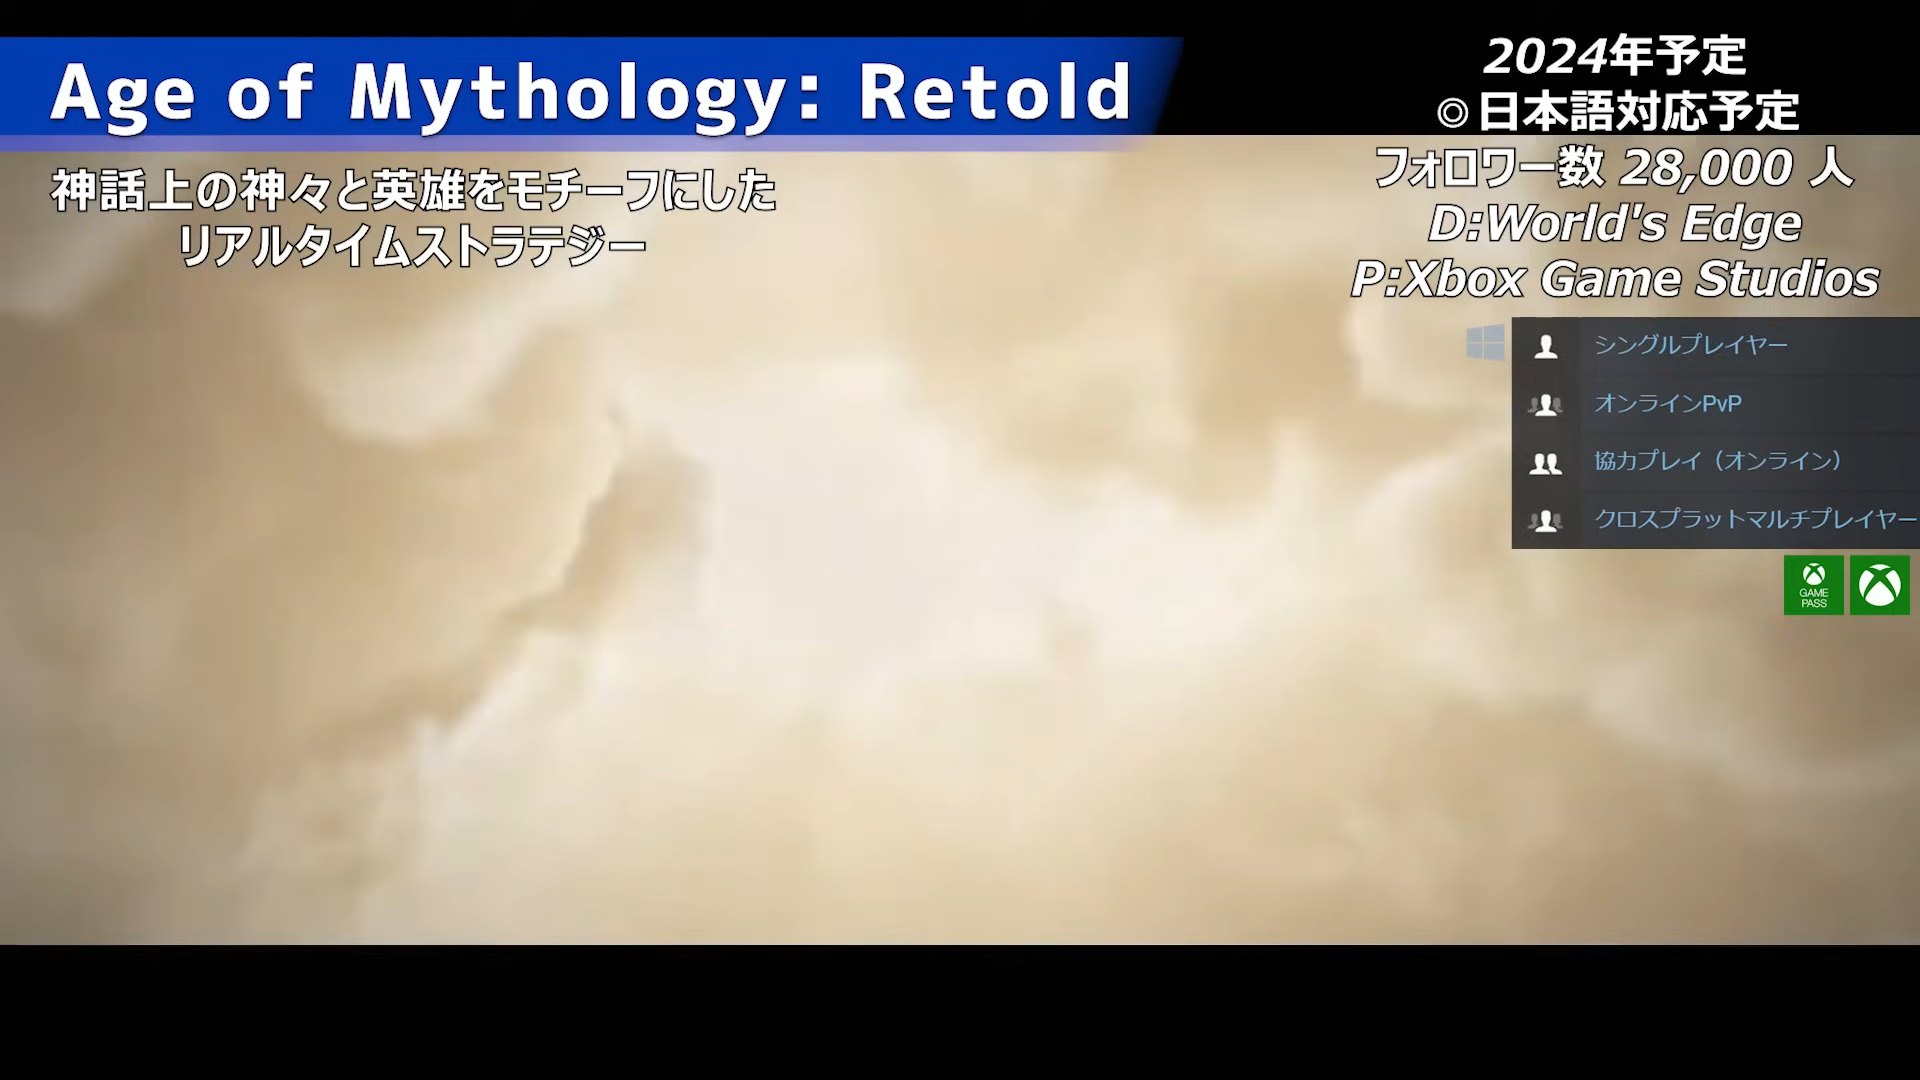 Age of Mythology: Retold
神話上の神々と英雄をモチーフにした
リアルタイムストラテジー
2024年予定
◎日本語対応予定
フォロワー数 28,000 人
D:World's Edge
P:Xbox Game Studios
シングルプレイヤー
オンラインPvP
協力プレイ（オンライン）
クロスプラットマルチプレイヤー
GAME
PASS